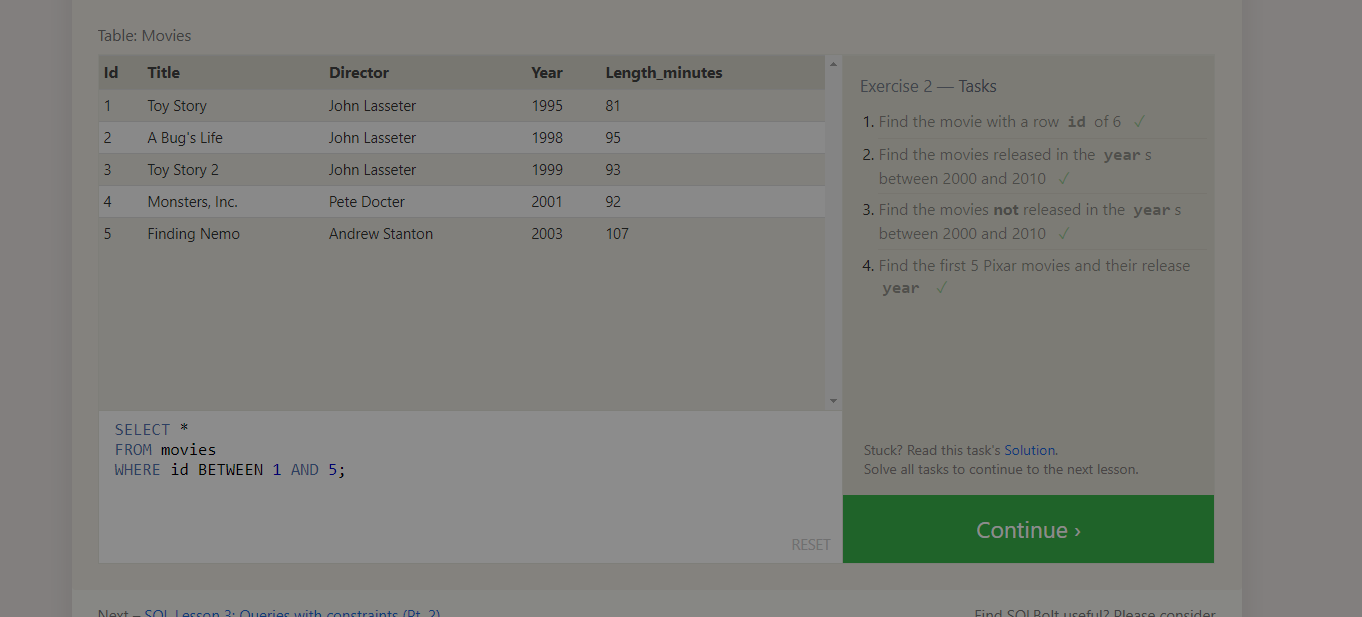 Table: Movies
Id Title Director Year Length_minutes
1 Toy Story John Lasseter 1995 81
2 A Bug's Life John Lasseter 1998 95
3 Toy Story 2 John Lasseter 1999 93
4 Monsters, Inc. Pete Docter 2001 92
5 Finding Nemo Andrew Stanton 2003 107
SELECT *
FROM movies
WHERE id BETWEEN 1 AND 5;
RESET
Exercise 2 — Tasks
1. Find the movie with a row id of 6 ✓
2. Find the movies released in the year s
between 2000 and 2010 ✓
3. Find the movies not released in the year s
between 2000 and 2010 ✓
4. Find the first 5 Pixar movies and their release
year ✓
Stuck? Read this task's Solution.
Solve all tasks to continue to the next lesson.
Continue ›
Next – SQL Lesson 3: Queries with constraints (Pt. 2)
Find SQLBolt useful? Please consider